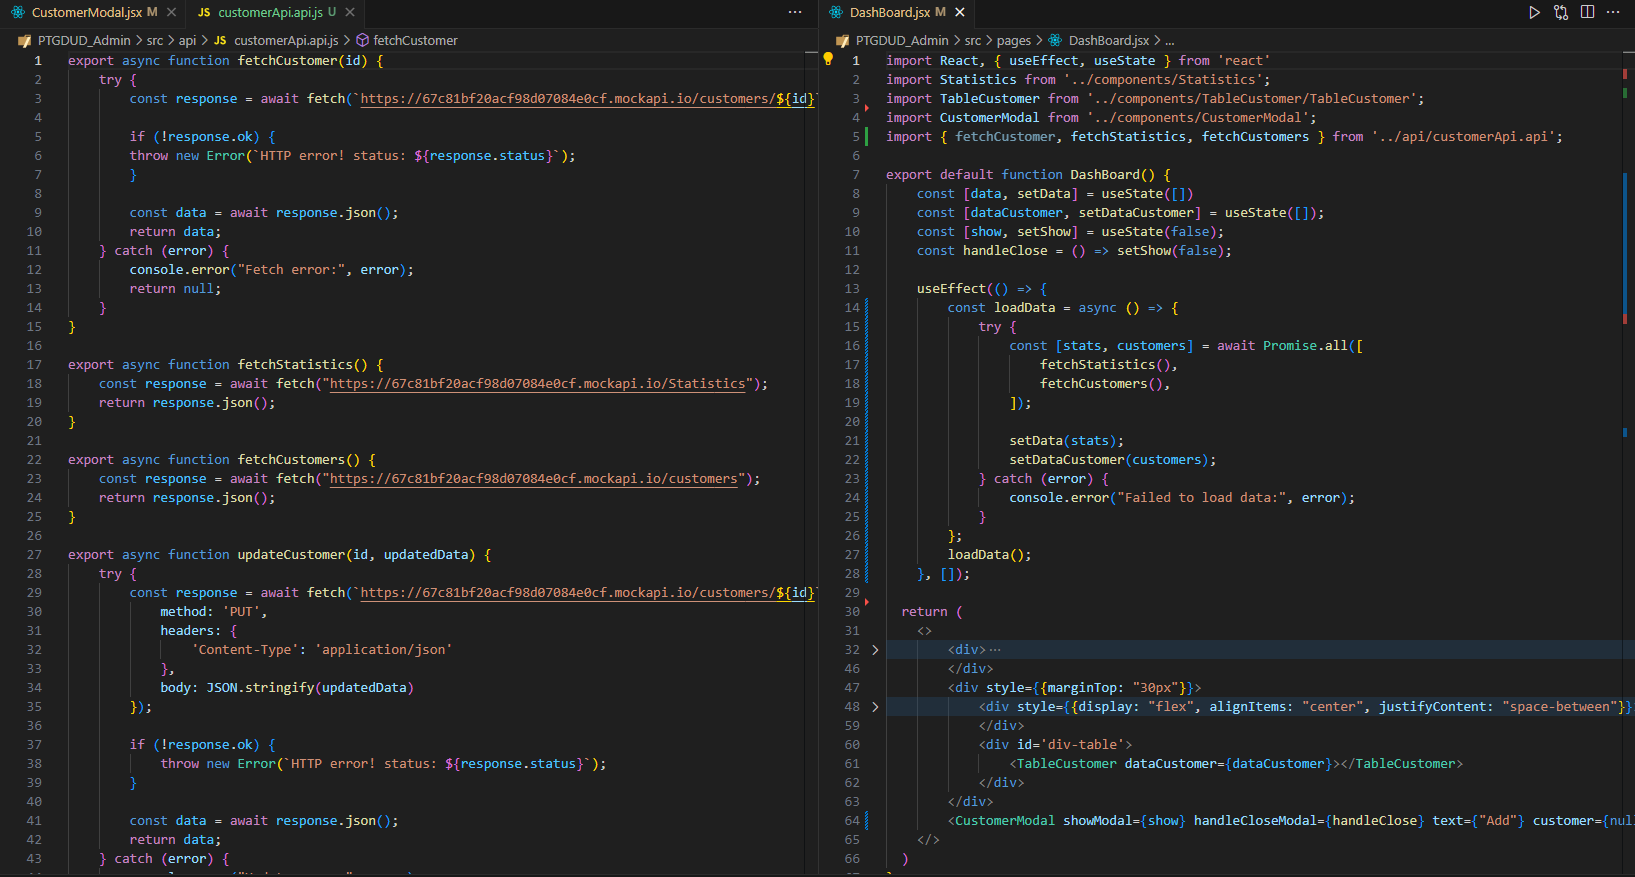 CustomerModal.jsx M
JS customerApi.api.js U
PTGDUD_Admin > src > api > JS customerApi.api.js > fetchCustomer
1 export async function fetchCustomer(id) {
2 try {
3 const response = await fetch(`https://67c81bf20acf98d07084e0cf.mockapi.io/customers/${id}`
4
5 if (!response.ok) {
6 throw new Error(`HTTP error! status: ${response.status}`);
7 }
8
9 const data = await response.json();
10 return data;
11 } catch (error) {
12 console.error("Fetch error:", error);
13 return null;
14 }
15 }
16
17 export async function fetchStatistics() {
18 const response = await fetch("https://67c81bf20acf98d07084e0cf.mockapi.io/Statistics");
19 return response.json();
20 }
21
22 export async function fetchCustomers() {
23 const response = await fetch("https://67c81bf20acf98d07084e0cf.mockapi.io/customers");
24 return response.json();
25 }
26
27 export async function updateCustomer(id, updatedData) {
28 try {
29 const response = await fetch(`https://67c81bf20acf98d07084e0cf.mockapi.io/customers/${id}`
30 method: 'PUT',
31 headers: {
32 'Content-Type': 'application/json'
33 },
34 body: JSON.stringify(updatedData)
35 });
36
37 if (!response.ok) {
38 throw new Error(`HTTP error! status: ${response.status}`);
39 }
40
41 const data = await response.json();
42 return data;
43 } catch (error) {
DashBoard.jsx M
PTGDUD_Admin > src > pages > DashBoard.jsx > ...
1 import React, { useEffect, useState } from 'react'
2 import Statistics from '../components/Statistics';
3 import TableCustomer from '../components/TableCustomer/TableCustomer';
4 import CustomerModal from '../components/CustomerModal';
5 import { fetchCustomer, fetchStatistics, fetchCustomers } from '../api/customerApi.api';
6
7 export default function DashBoard() {
8 const [data, setData] = useState([])
9 const [dataCustomer, setDataCustomer] = useState([]);
10 const [show, setShow] = useState(false);
11 const handleClose = () => setShow(false);
12
13 useEffect(() => {
14 const loadData = async () => {
15 try {
16 const [stats, customers] = await Promise.all([
17 fetchStatistics(),
18 fetchCustomers(),
19 ]);
20
21 setData(stats);
22 setDataCustomer(customers);
23 } catch (error) {
24 console.error("Failed to load data:", error);
25 }
26 };
27 loadData();
28 }, []);
29
30 return (
31 <>
32 <div>⋯
46 </div>
47 <div style={{marginTop: "30px"}}>
48 <div style={{display: "flex", alignItems: "center", justifyContent: "space-between"}}
59 </div>
60 <div id='div-table'>
61 <TableCustomer dataCustomer={dataCustomer}></TableCustomer>
62 </div>
63 </div>
64 <CustomerModal showModal={show} handleCloseModal={handleClose} text={"Add"} customer={nul
65 </>
66 )